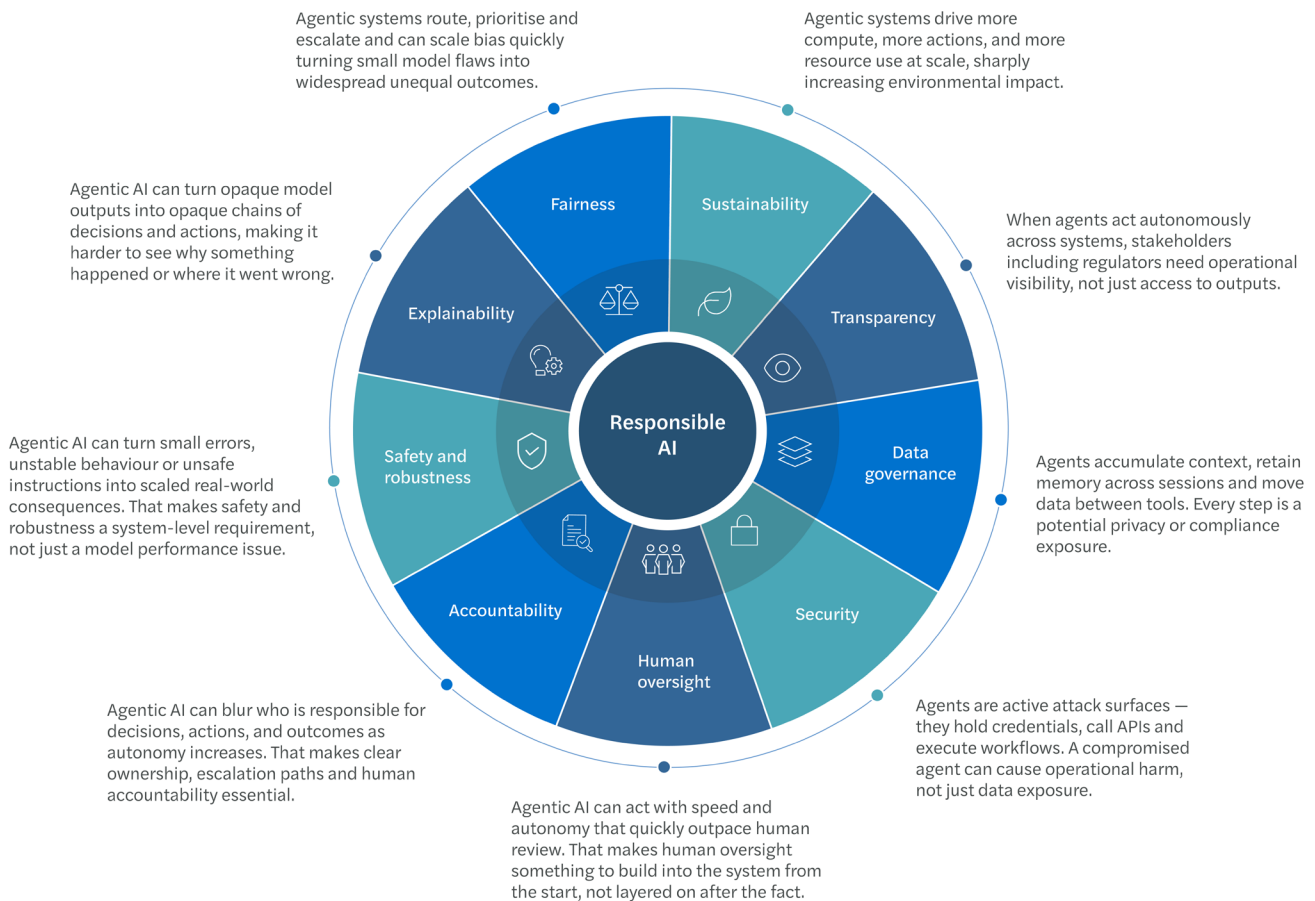 Agentic systems route, prioritise and
escalate and can scale bias quickly
turning small model flaws into
widespread unequal outcomes.
Agentic systems drive more
compute, more actions, and more
resource use at scale, sharply
increasing environmental impact.
Agentic AI can turn opaque model
outputs into opaque chains of
decisions and actions, making it
harder to see why something
happened or where it went wrong.
When agents act autonomously
across systems, stakeholders
including regulators need operational
visibility, not just access to outputs.
Fairness
Sustainability
Explainability
Transparency
Responsible
AI
Safety and
robustness
Data
governance
Agentic AI can turn small errors,
unstable behaviour or unsafe
instructions into scaled real-world
consequences. That makes safety and
robustness a system-level requirement,
not just a model performance issue.
Agents accumulate context, retain
memory across sessions and move
data between tools. Every step is a
potential privacy or compliance
exposure.
Accountability
Security
Human
oversight
Agentic AI can blur who is responsible for
decisions, actions, and outcomes as
autonomy increases. That makes clear
ownership, escalation paths and human
accountability essential.
Agents are active attack surfaces —
they hold credentials, call APIs and
execute workflows. A compromised
agent can cause operational harm,
not just data exposure.
Agentic AI can act with speed and
autonomy that quickly outpace human
review. That makes human oversight
something to build into the system from
the start, not layered on after the fact.